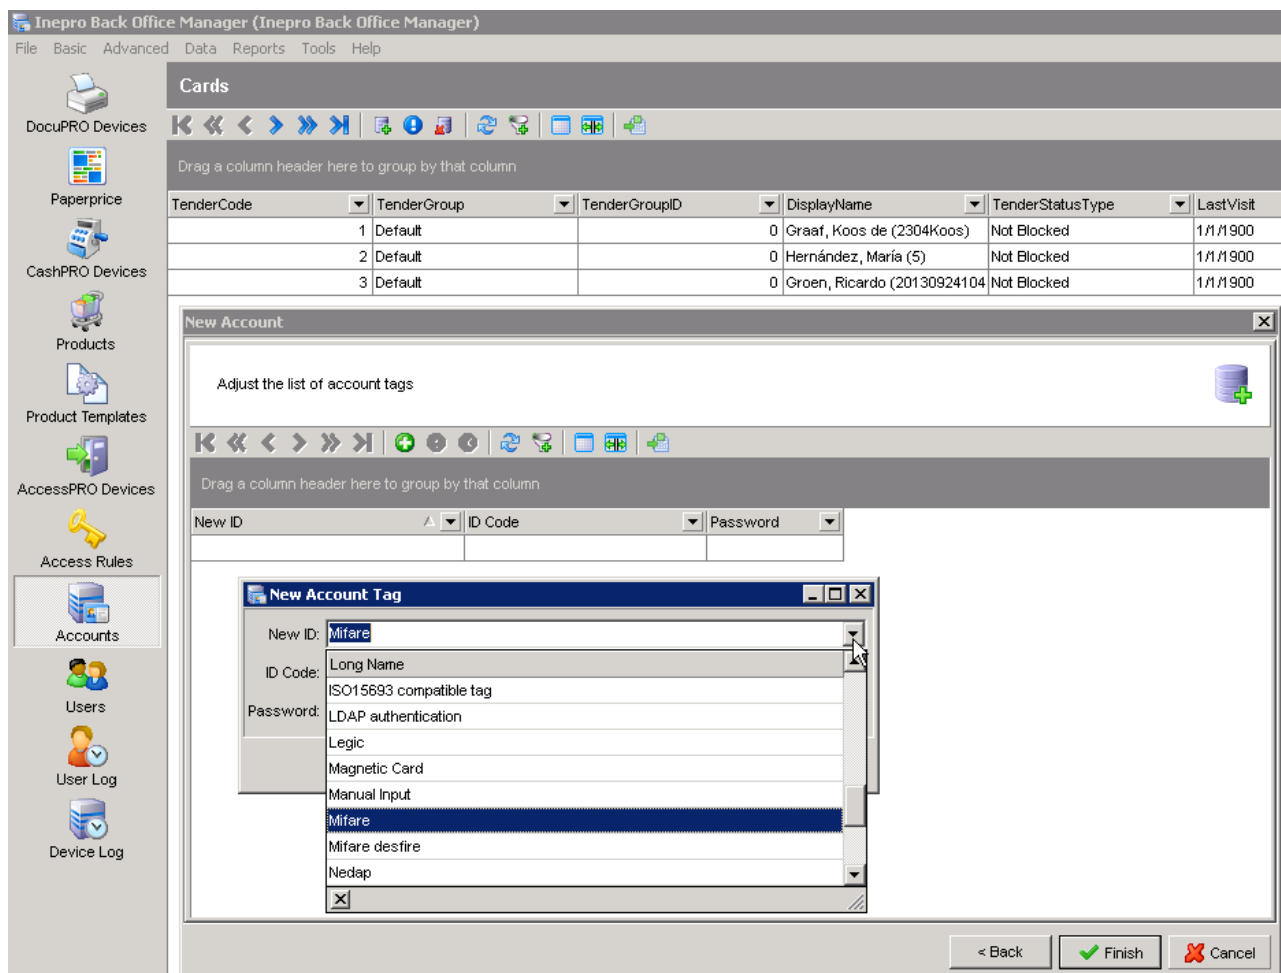 Inepro Back Office Manager (Inepro Back Office Manager)
File Basic Advanced Data Reports Tools Help
DocuPRO Devices
Paperprice
CashPRO Devices
Products
Product Templates
AccessPRO Devices
Access Rules
Accounts
Users
User Log
Device Log
Cards
Drag a column header here to group by that column
TenderCode TenderGroup TenderGroupID DisplayName TenderStatusType LastVisit
1 Default 0 Graaf, Koos de (2304Koos) Not Blocked 1/1/1900
2 Default 0 Hernández, María (5) Not Blocked 1/1/1900
3 Default 0 Groen, Ricardo (20130924104 Not Blocked 1/1/1900
New Account
Adjust the list of account tags
Drag a column header here to group by that column
New ID ID Code Password
New Account Tag
New ID: Mifare
ID Code:
Password:
Long Name
ISO15693 compatible tag
LDAP authentication
Legic
Magnetic Card
Manual Input
Mifare
Mifare desfire
Nedap
< Back Finish Cancel